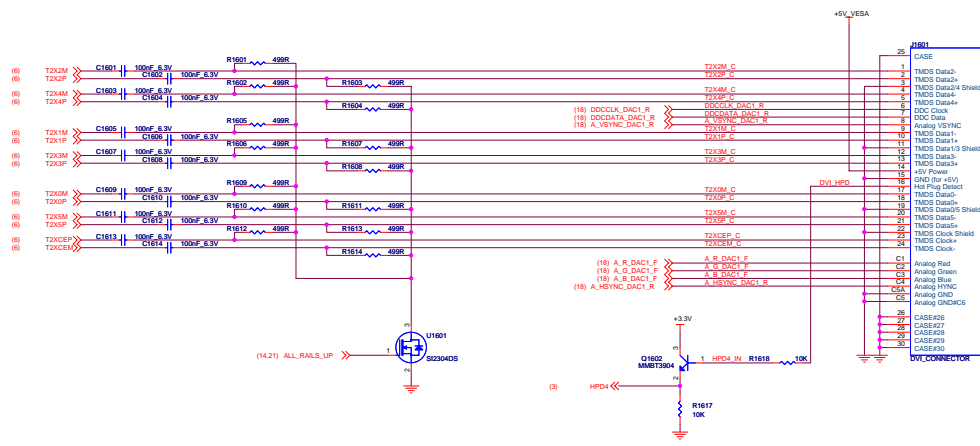 +5V_VESA
J1601
25 CASE
R1601 499R
(6) T2X2M C1601 100nF_6.3V T2X2M_C 1 TMDS Data2-
(6) T2X2P C1602 100nF_6.3V T2X2P_C 2 TMDS Data2+
R1602 499R R1603 499R 3 TMDS Data2/4 Shield
(6) T2X4M C1603 100nF_6.3V T2X4M_C 4 TMDS Data4-
(6) T2X4P C1604 100nF_6.3V T2X4P_C 5 TMDS Data4+
R1604 499R (18) DDCCLK_DAC1_R DDCCLK_DAC1_R 6 DDC Clock
(18) DDCDATA_DAC1_R DDCDATA_DAC1_R 7 DDC Data
R1605 499R (18) A_VSYNC_DAC1_R A_VSYNC_DAC1_R 8 Analog VSYNC
(6) T2X1M C1605 100nF_6.3V T2X1M_C 9 TMDS Data1-
(6) T2X1P C1606 100nF_6.3V T2X1P_C 10 TMDS Data1+
R1606 499R R1607 499R 11 TMDS Data1/3 Shield
(6) T2X3M C1607 100nF_6.3V T2X3M_C 12 TMDS Data3-
(6) T2X3P C1608 100nF_6.3V T2X3P_C 13 TMDS Data3+
R1608 499R 14 +5V Power
15 GND (for +5V)
R1609 499R DVI_HPD 16 Hot Plug Detect
(6) T2X0M C1609 100nF_6.3V T2X0M_C 17 TMDS Data0-
(6) T2X0P C1610 100nF_6.3V T2X0P_C 18 TMDS Data0+
R1610 499R R1611 499R 19 TMDS Data0/5 Shield
(6) T2X5M C1611 100nF_6.3V T2X5M_C 20 TMDS Data5-
(6) T2X5P C1612 100nF_6.3V T2X5P_C 21 TMDS Data5+
R1612 499R R1613 499R 22 TMDS Clock Shield
(6) T2XCEP C1613 100nF_6.3V T2XCEP_C 23 TMDS Clock+
(6) T2XCEM C1614 100nF_6.3V T2XCEM_C 24 TMDS Clock-
R1614 499R
(18) A_R_DAC1_F A_R_DAC1_F C1 Analog Red
(18) A_G_DAC1_F A_G_DAC1_F C2 Analog Green
(18) A_B_DAC1_F A_B_DAC1_F C3 Analog Blue
(18) A_HSYNC_DAC1_R A_HSYNC_DAC1_R C4 Analog HYNC
C5A Analog GND
C5 Analog GND#C6
26 CASE#26
27 CASE#27
28 CASE#28
29 CASE#29
30 CASE#30
DVI_CONNECTOR
+3.3V
3 U1601
(14,21) ALL_RAILS_UP 1 SI2304DS
2
3
Q1602 1 HPD4_IN R1618 10K
MMBT3904
2
(3) HPD4
R1617
10K